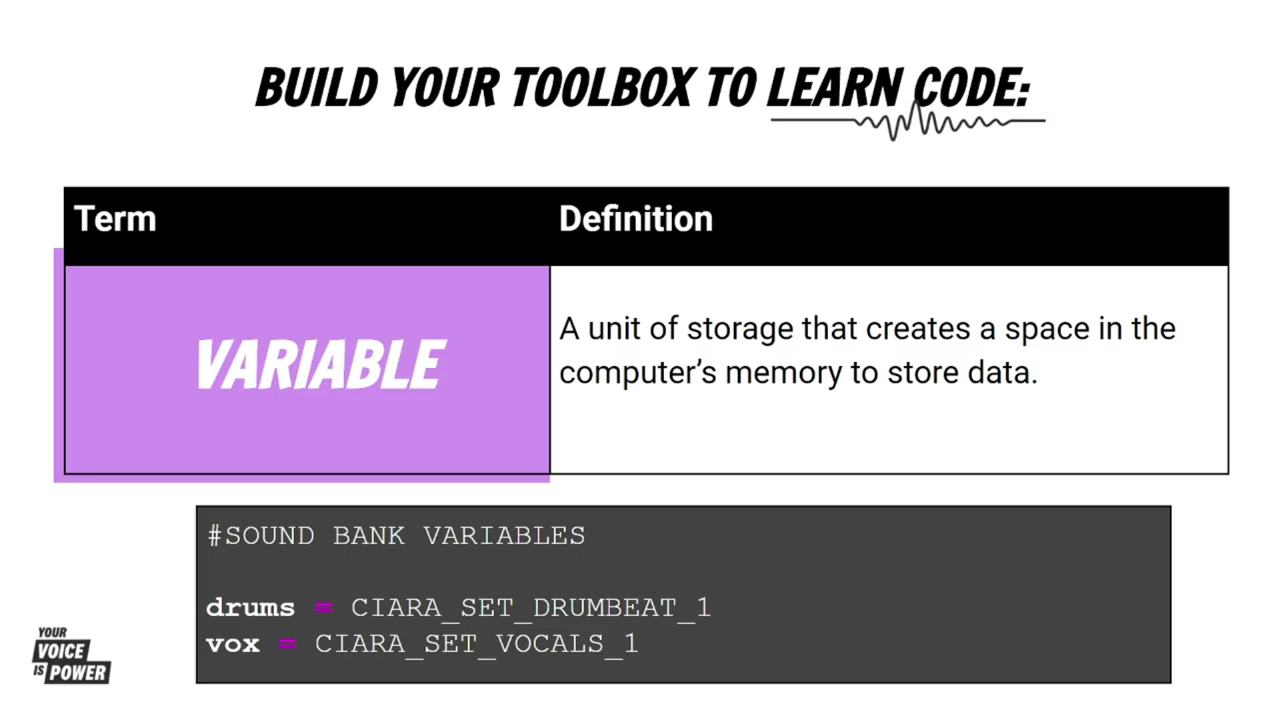 BUILD YOUR TOOLBOX TO LEARN CODE:
Term
Definition
VARIABLE
A unit of storage that creates a space in the
computer’s memory to store data.
#SOUND BANK VARIABLES
drums = CIARA_SET_DRUMBEAT_1
vox = CIARA_SET_VOCALS_1
YOUR
VOICE
IS POWER